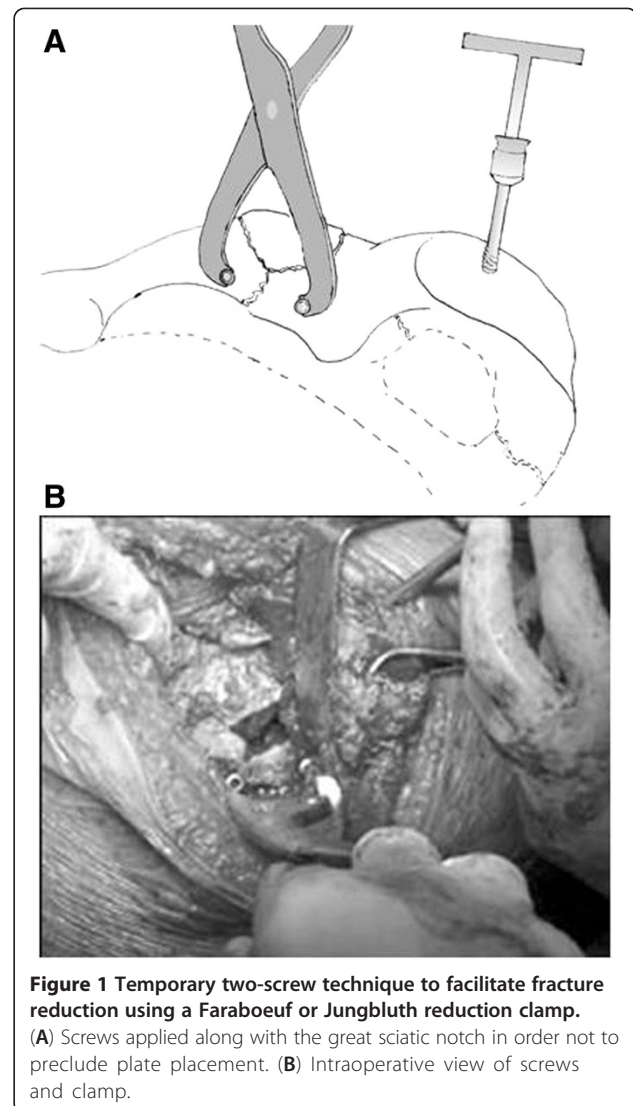 A
B
Figure 1 Temporary two-screw technique to facilitate fracture
reduction using a Faraboeuf or Jungbluth reduction clamp.
(A) Screws applied along with the great sciatic notch in order not to
preclude plate placement. (B) Intraoperative view of screws
and clamp.